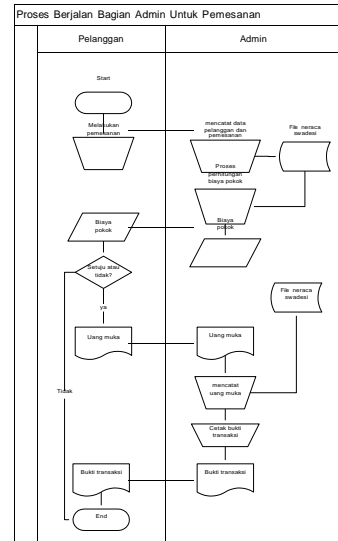 Proses Berjalan Bagian Admin Untuk Pemesanan
Pelanggan
Admin
Start
Melakukan
pemesanan
mencatat data
pelanggan dan
pemesanan
File neraca
swadesi
Proses
perhitungan
biaya pokok
Biaya
pokok
Biaya
pokok
Setuju atau
tidak?
File neraca
swadesi
ya
Uang muka
Uang muka
Tidak
mencatat
uang muka
Cetak bukti
transaksi
Bukti transaksi
Bukti transaksi
End